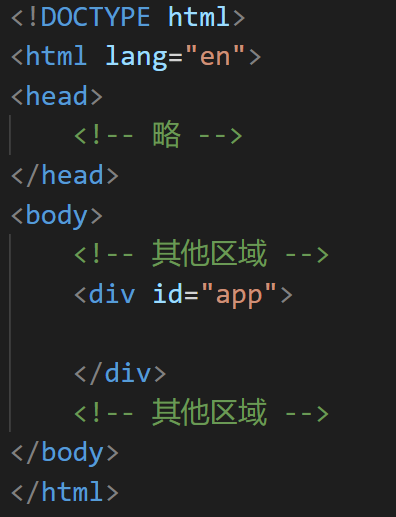 <!DOCTYPE html>
<html lang="en">
<head>
    <!-- 略 -->
</head>
<body>
    <!-- 其他区域 -->
    <div id="app">

    </div>
    <!-- 其他区域 -->
</body>
</html>